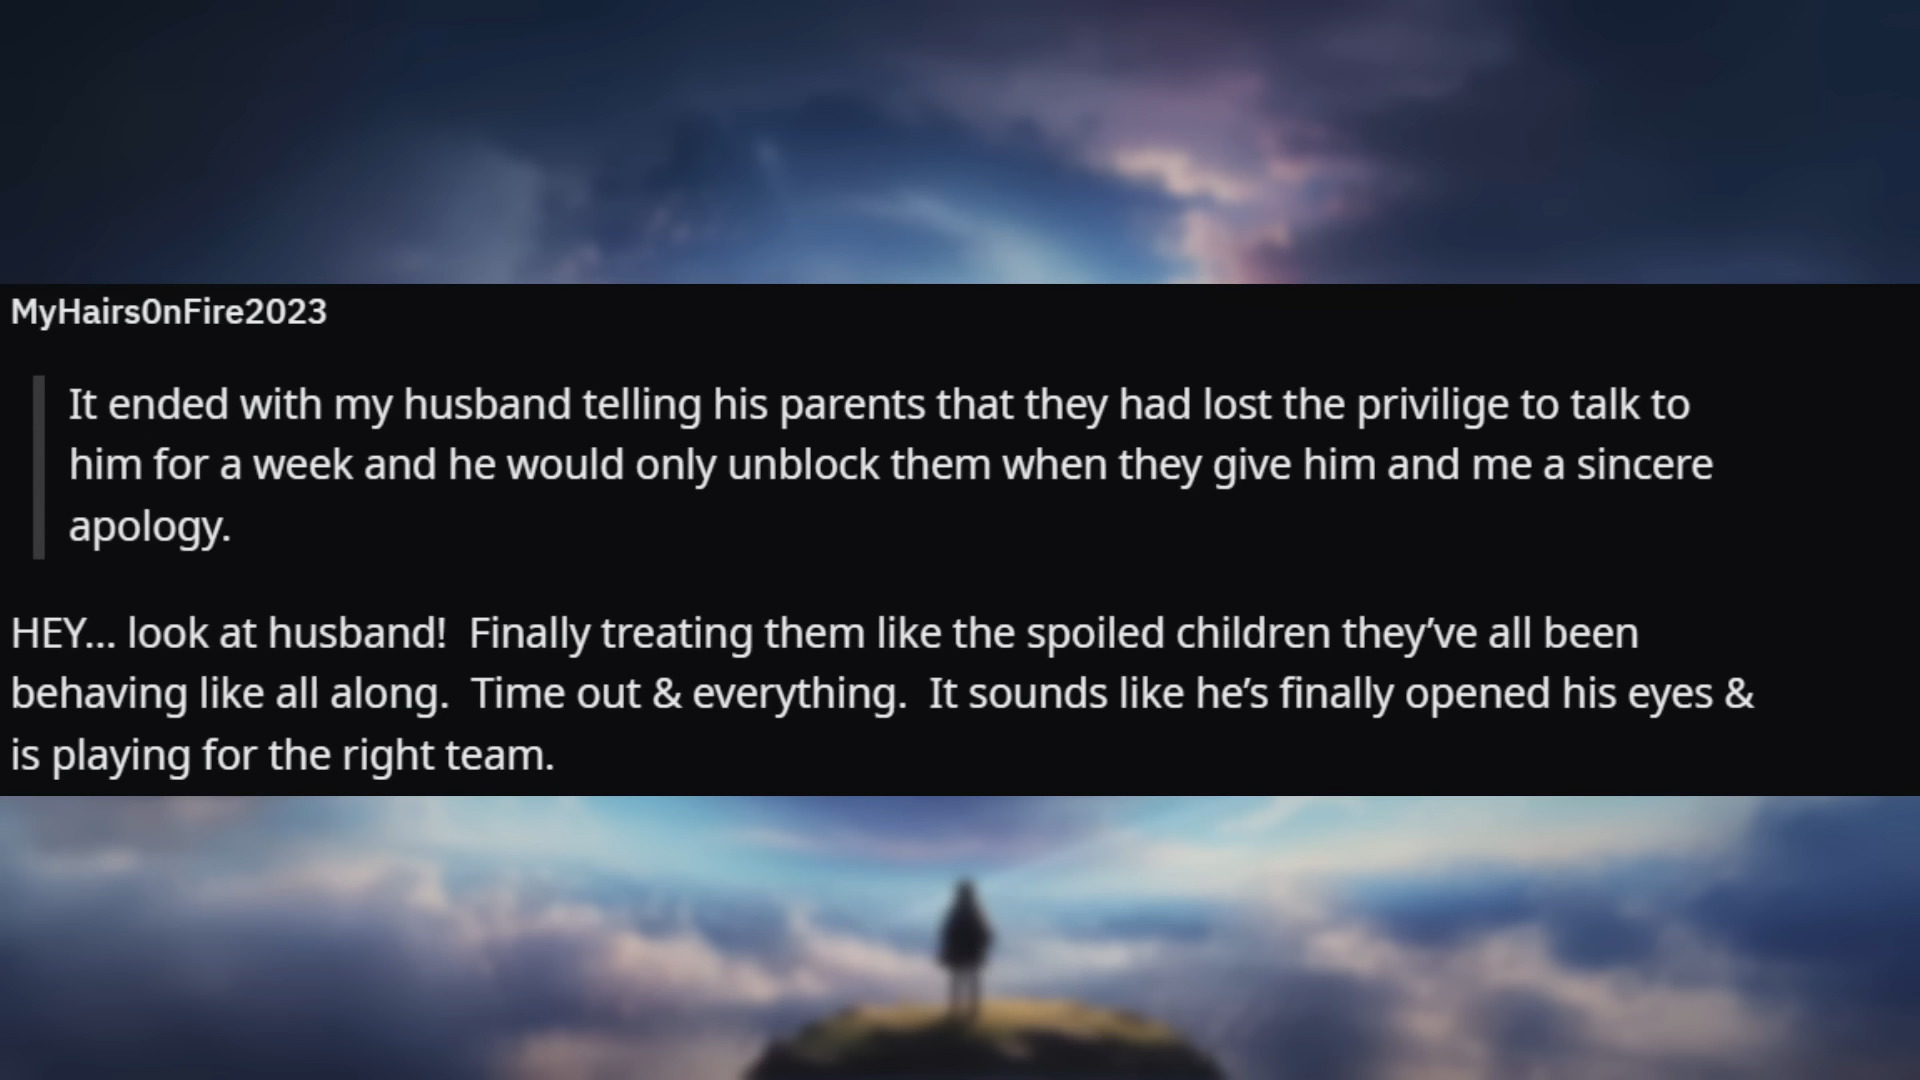 MyHairs0nFire2023
It ended with my husband telling his parents that they had lost the privilige to talk to
him for a week and he would only unblock them when they give him and me a sincere
apology.
HEY... look at husband!  Finally treating them like the spoiled children they’ve all been
behaving like all along.  Time out & everything.  It sounds like he’s finally opened his eyes &
is playing for the right team.